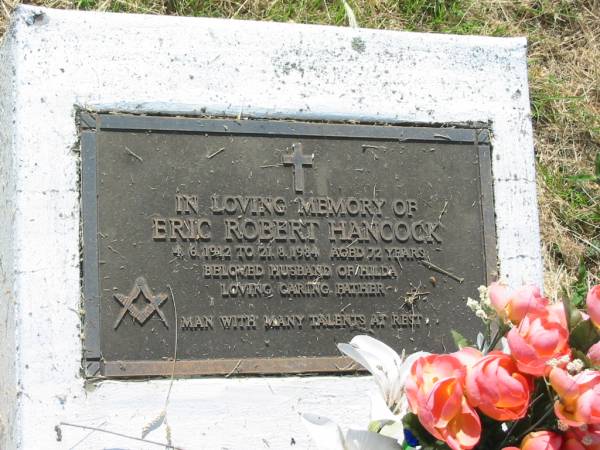 IN LOVING MEMORY OF
ERIC ROBERT HANCOCK
4.6.1912 TO 21.8.1984 AGED 72 YEARS
BELOVED HUSBAND OF HILDA
LOVING CARING FATHER
MAN WITH MANY TALENTS AT REST